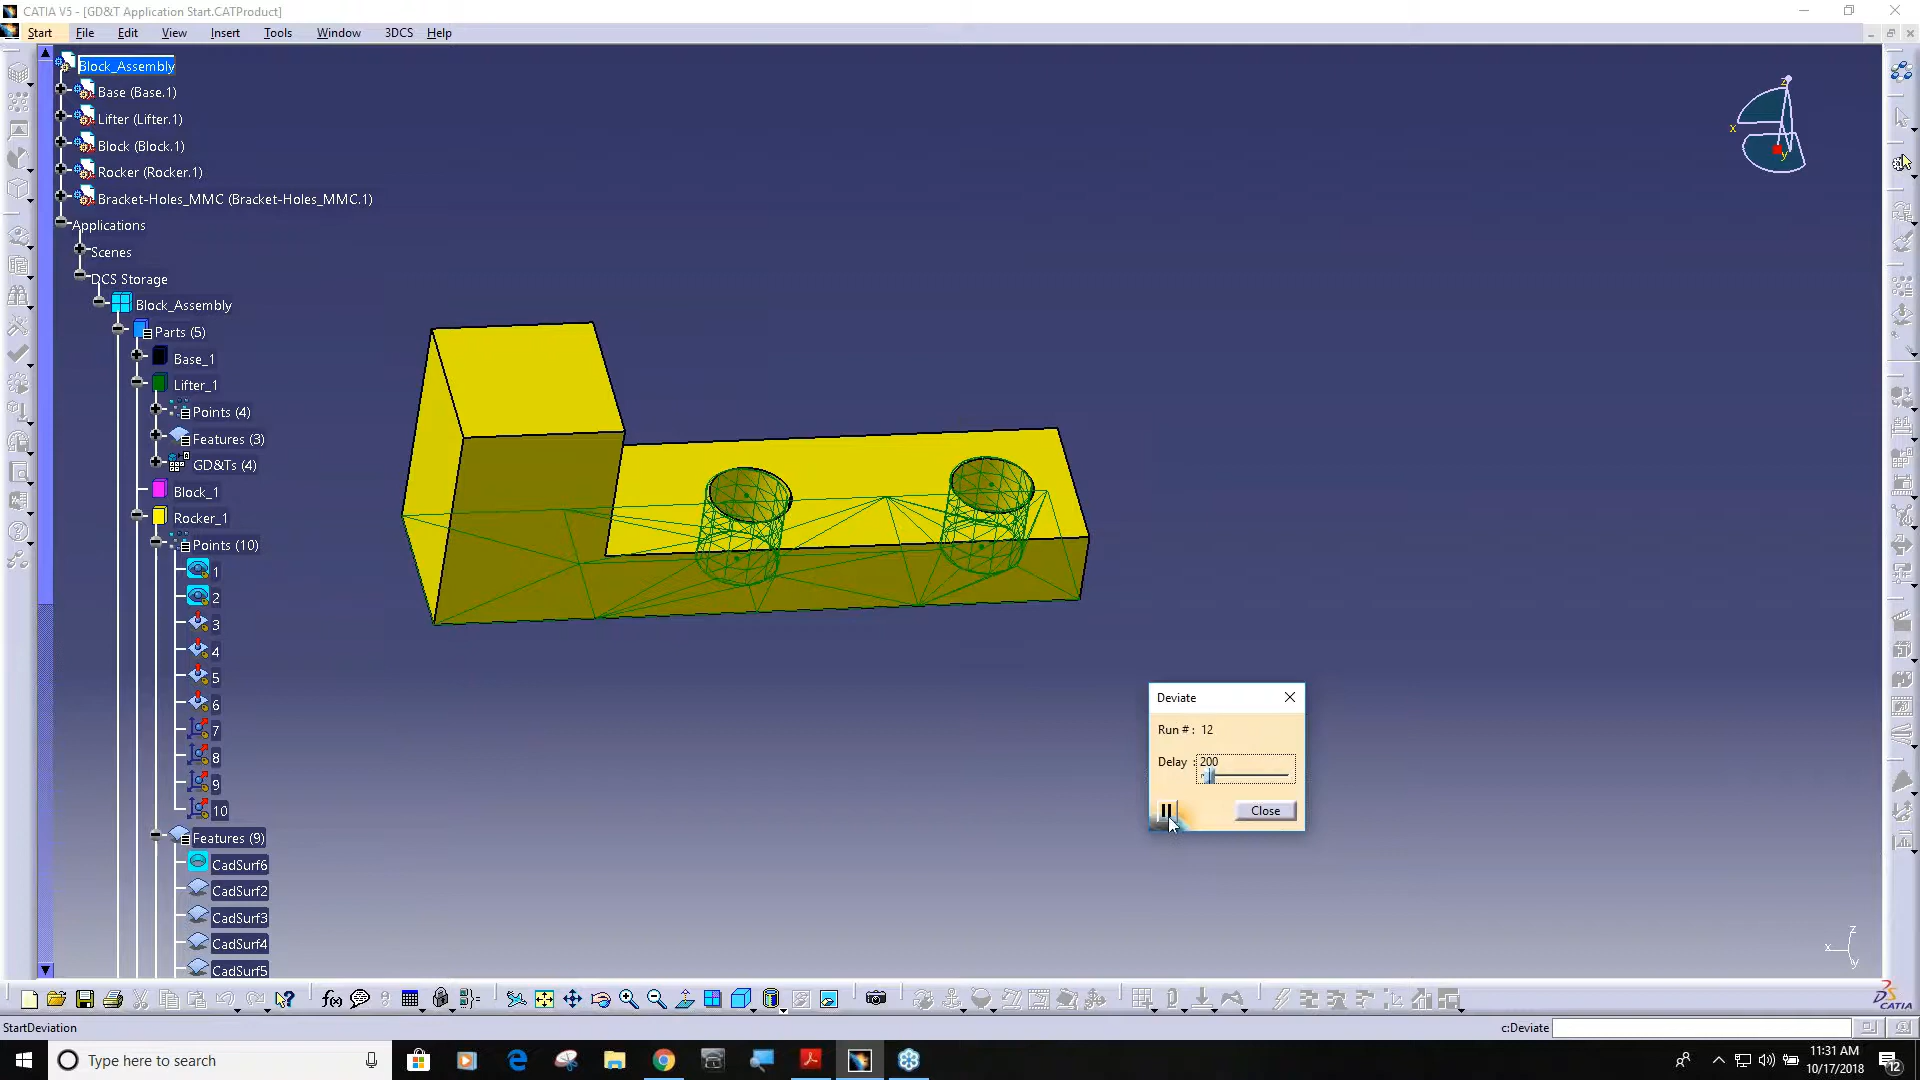 CATIA V5 - [GD&T Application Start.CATProduct]
Start File Edit View Insert Tools Window 3DCS Help
Block_Assembly
Base (Base.1)
Lifter (Lifter.1)
Block (Block.1)
Rocker (Rocker.1)
Bracket-Holes_MMC (Bracket-Holes_MMC.1)
Applications
Scenes
DCS Storage
Block_Assembly
Parts (5)
Base_1
Lifter_1
Points (4)
Features (3)
GD&Ts (4)
Block_1
Rocker_1
Points (10)
1
2
3
4
5
6
7
8
9
10
Features (9)
CadSurf6
CadSurf2
CadSurf3
CadSurf4
CadSurf5
z
x
y
Deviate
Run # : 12
Delay : 200
Close
z
x
y
f(x)
CATIA
StartDeviation
c:Deviate
Type here to search
11:31 AM
10/17/2018
12